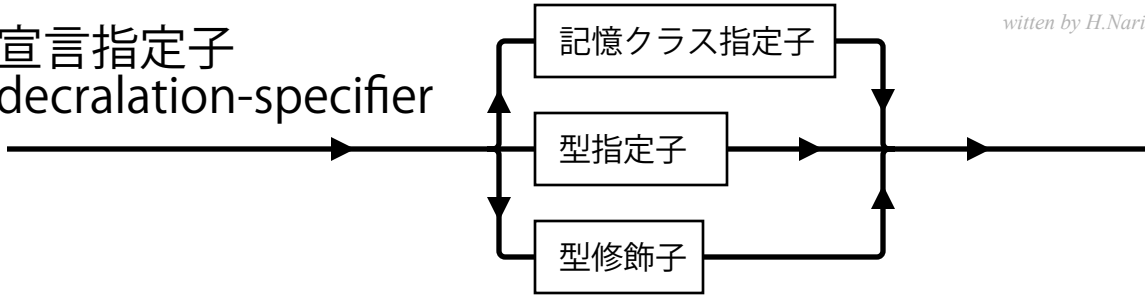 宣言指定子
decralation-specifier
記憶クラス指定子
型指定子
型修飾子
witten by H.Nari